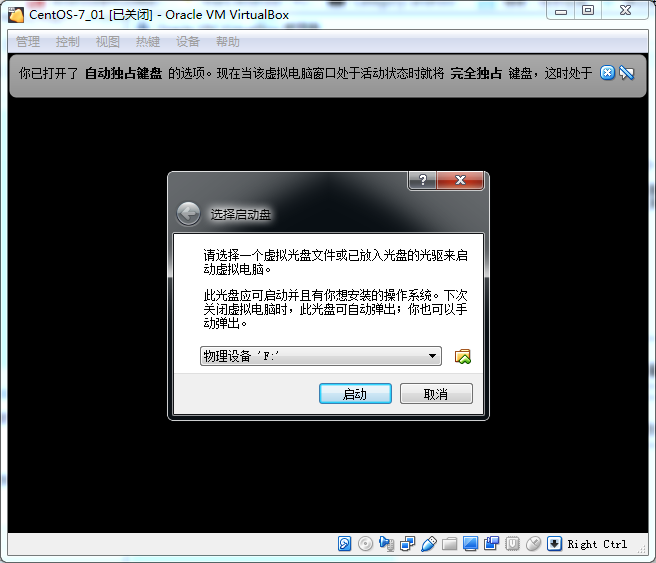 CentOS-7_01 [已关闭] - Oracle VM VirtualBox
管理 控制 视图 热键 设备 帮助
你已打开了 自动独占键盘 的选项。现在当该虚拟电脑窗口处于活动状态时就将 完全独占 键盘，这时处于
?
选择启动盘
请选择一个虚拟光盘文件或已放入光盘的光驱来启
动虚拟电脑。
此光盘应可启动并且有你想安装的操作系统。下次
关闭虚拟电脑时，此光盘可自动弹出；你也可以手
动弹出。
物理设备 'F:'
启动 取消
Right Ctrl